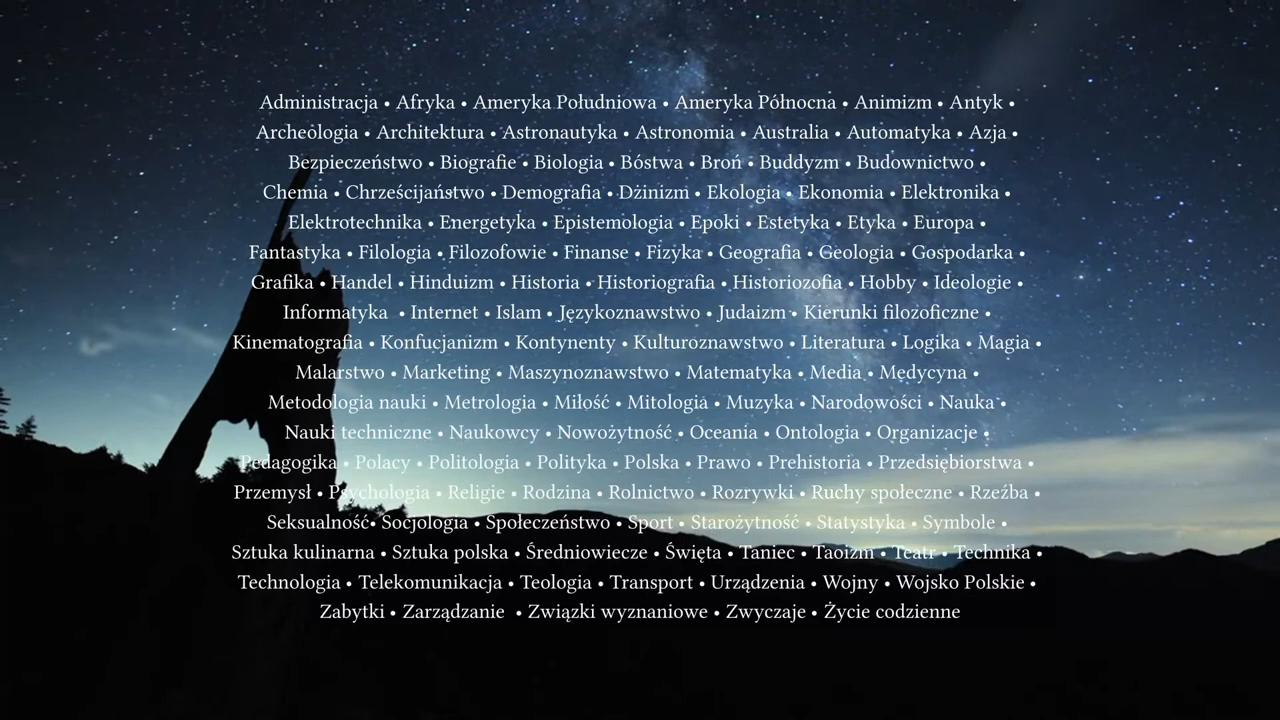 Administracja • Afryka • Ameryka Południowa • Ameryka Północna • Animizm • Antyk •
Archeologia • Architektura • Astronautyka • Astronomia • Australia • Automatyka • Azja •
Bezpieczeństwo • Biografie • Biologia • Bóstwa • Broń • Buddyzm • Budownictwo •
Chemia • Chrześcijaństwo • Demografia • Dżinizm • Ekologia • Ekonomia • Elektronika •
Elektrotechnika • Energetyka • Epistemologia • Epoki • Estetyka • Etyka • Europa •
Fantastyka • Filologia • Filozofowie • Finanse • Fizyka • Geografia • Geologia • Gospodarka •
Grafika • Handel • Hinduizm • Historia • Historiografia • Historiozofia • Hobby • Ideologie •
Informatyka • Internet • Islam • Językoznawstwo • Judaizm • Kierunki filozoficzne •
Kinematografia • Konfucjanizm • Kontynenty • Kulturoznawstwo • Literatura • Logika • Magia •
Malarstwo • Marketing • Maszynoznawstwo • Matematyka • Media • Medycyna •
Metodologia nauki • Metrologia • Miłość • Mitologia • Muzyka • Narodowości • Nauka •
Nauki techniczne • Naukowcy • Nowożytność • Oceania • Ontologia • Organizacje •
Pedagogika • Polacy • Politologia • Polityka • Polska • Prawo • Prehistoria • Przedsiębiorstwa •
Przemysł • Psychologia • Religie • Rodzina • Rolnictwo • Rozrywki • Ruchy społeczne • Rzeźba •
Seksualność• Socjologia • Społeczeństwo • Sport • Starożytność • Statystyka • Symbole •
Sztuka kulinarna • Sztuka polska • Średniowiecze • Święta • Taniec • Taoizm • Teatr • Technika •
Technologia • Telekomunikacja • Teologia • Transport • Urządzenia • Wojny • Wojsko Polskie •
Zabytki • Zarządzanie • Związki wyznaniowe • Zwyczaje • Życie codzienne